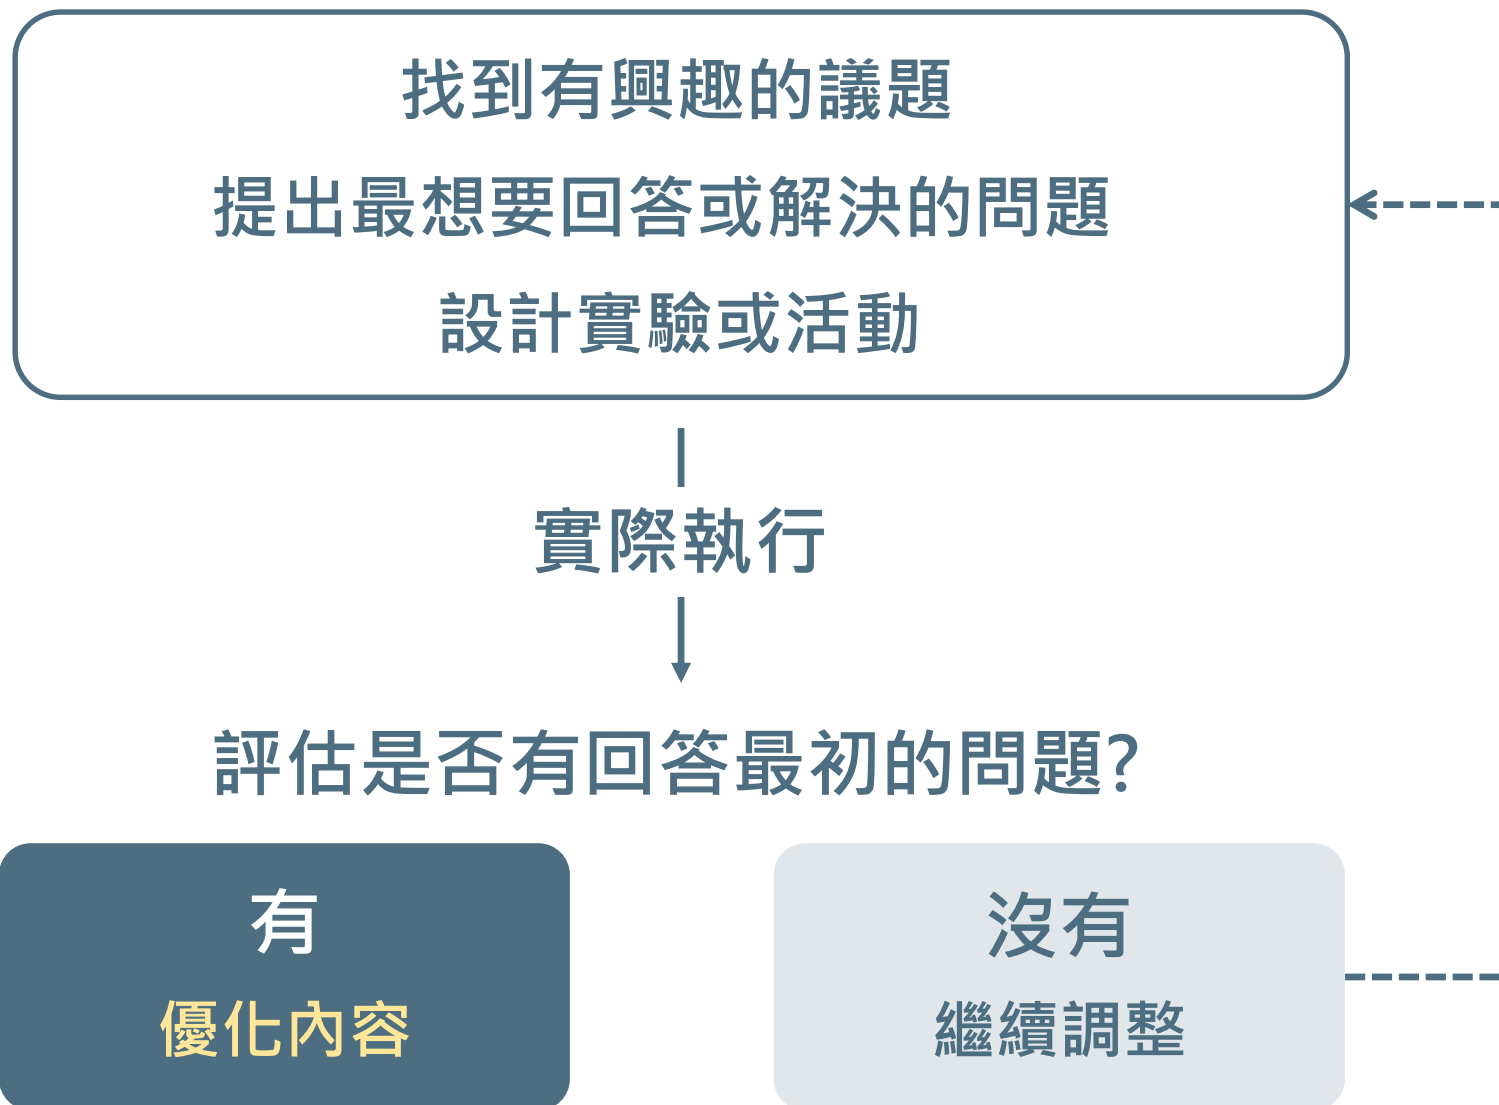 找到有興趣的議題
提出最想要回答或解決的問題
設計實驗或活動
實際執行
評估是否有回答最初的問題?
有
優化內容
沒有
繼續調整